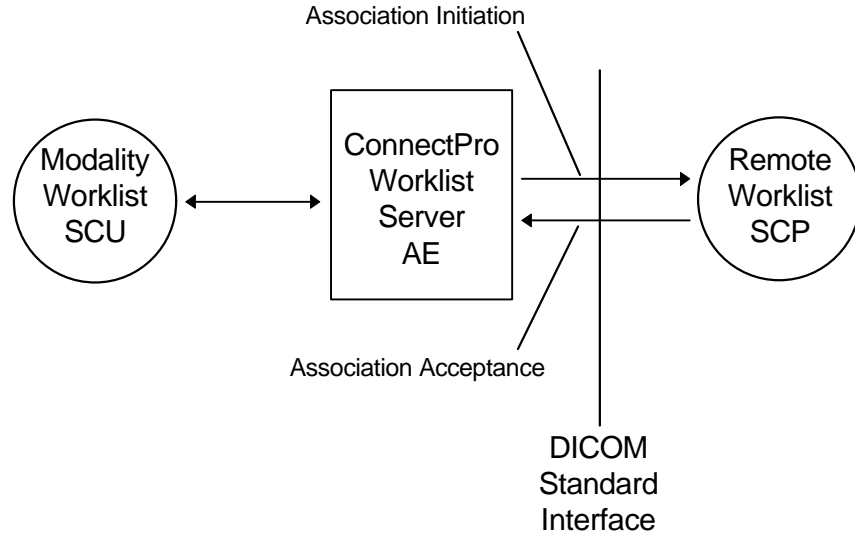 Association Initiation
Modality
Worklist
SCU
ConnectPro
Worklist
Server
AE
Remote
Worklist
SCP
Association Acceptance
DICOM
Standard
Interface